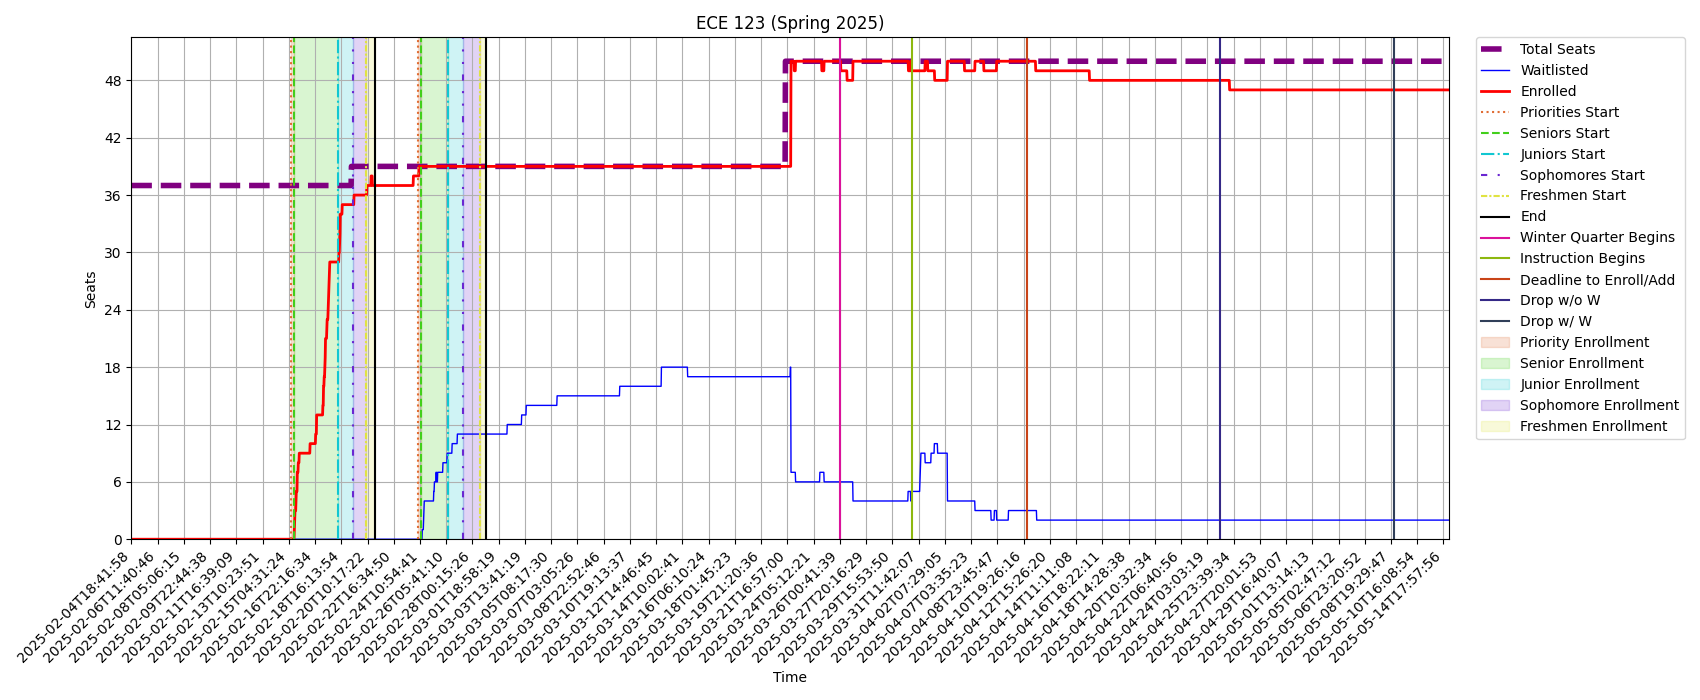 ECE 123 (Spring 2025)
Seats
48
42
36
30
24
18
12
6
0
2025-02-04T18:41:58
2025-02-06T11:40:46
2025-02-08T05:06:15
2025-02-09T22:44:38
2025-02-11T16:39:09
2025-02-13T10:23:51
2025-02-15T04:31:24
2025-02-16T22:16:34
2025-02-18T16:13:54
2025-02-20T10:17:22
2025-02-22T16:34:50
2025-02-24T10:54:41
2025-02-26T05:41:10
2025-02-28T00:15:26
2025-03-01T18:58:19
2025-03-03T13:41:19
2025-03-05T08:17:30
2025-03-07T03:05:26
2025-03-08T22:52:46
2025-03-10T19:13:37
2025-03-12T14:46:45
2025-03-14T10:02:41
2025-03-16T06:10:24
2025-03-18T01:45:23
2025-03-19T21:20:36
2025-03-21T16:57:00
2025-03-24T05:12:21
2025-03-26T00:41:39
2025-03-27T20:16:29
2025-03-29T15:53:50
2025-03-31T11:42:07
2025-04-02T07:29:05
2025-04-07T03:35:23
2025-04-08T23:45:47
2025-04-10T19:26:16
2025-04-12T15:26:20
2025-04-14T11:11:08
2025-04-16T18:22:11
2025-04-18T14:28:38
2025-04-20T10:32:34
2025-04-22T06:40:56
2025-04-24T03:03:19
2025-04-25T23:39:34
2025-04-27T20:01:53
2025-04-29T16:40:07
2025-05-01T13:14:13
2025-05-05T02:47:12
2025-05-06T23:20:52
2025-05-08T19:29:47
2025-05-10T16:08:54
2025-05-14T17:57:56
Time
Total Seats
Waitlisted
Enrolled
Priorities Start
Seniors Start
Juniors Start
Sophomores Start
Freshmen Start
End
Winter Quarter Begins
Instruction Begins
Deadline to Enroll/Add
Drop w/o W
Drop w/ W
Priority Enrollment
Senior Enrollment
Junior Enrollment
Sophomore Enrollment
Freshmen Enrollment